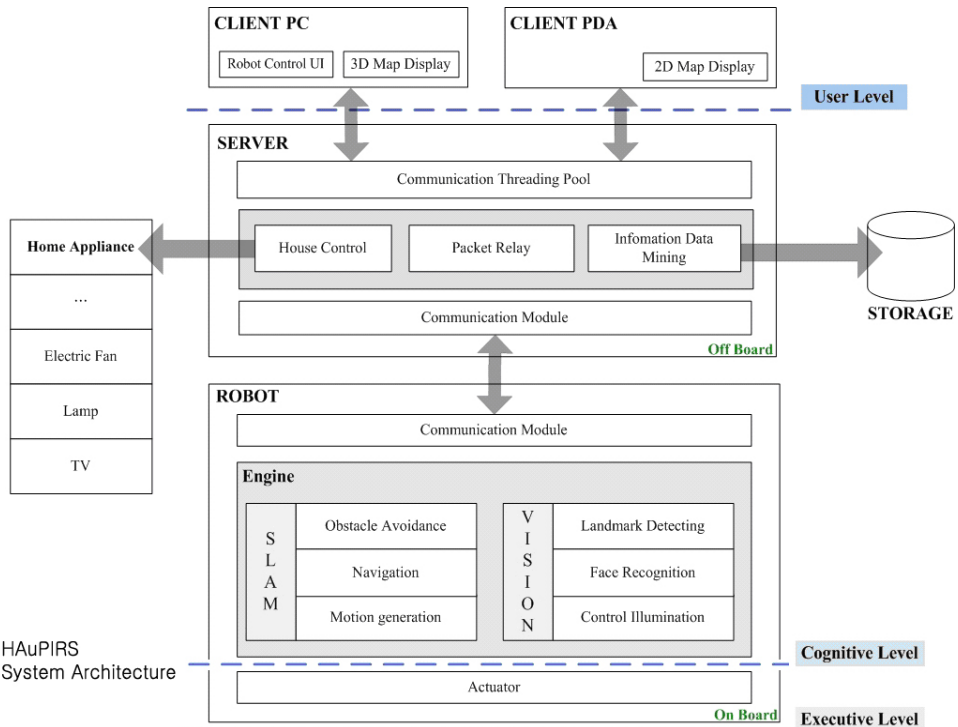 CLIENT PC
Robot Control UI
3D Map Display
CLIENT PDA
2D Map Display
User Level
SERVER
Communication Threading Pool
House Control
Packet Relay
Infomation Data
Mining
Communication Module
Off Board
Home Appliance
...
Electric Fan
Lamp
TV
STORAGE
ROBOT
Communication Module
Engine
SLAM
Obstacle Avoidance
Navigation
Motion generation
VISION
Landmark Detecting
Face Recognition
Control Illumination
Cognitive Level
Actuator
On Board
Executive Level
HAuPIRS
System Architecture